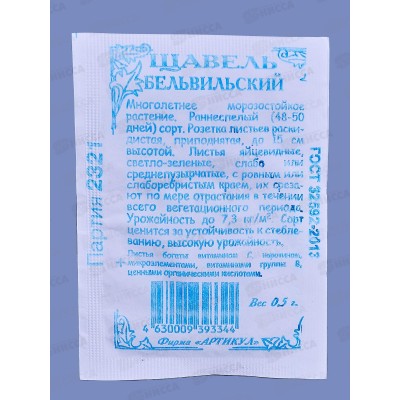 ЩАВЕЛЬ
БЕЛЬВИЛЬСКИЙ
Многолетнее морозостойкое
растение. Раннеспелый (48-50
дней) сорт. Розетка листьев раски-
дистая, приподнятая, до 15 см
высотой. Листья яйцевидные,
светло-зеленые, слабо или
среднепузырчатые, с ровным или
слаборебристым краем, их срезают
по мере отрастания в течении
всего вегетационного периода.
Урожайность до 7,3 кг/м². Сорт
ценится за устойчивость к стебле-
ванию, высокую урожайность.
Листья богаты витамином С, каротином,
микроэлементами, витаминами группы В,
ценными органическими кислотами.
Партия 2321
ГОСТ 32592-2013
Вес 0,5 г.
4 630009 393344
Фирма «АРТИКУЛ»